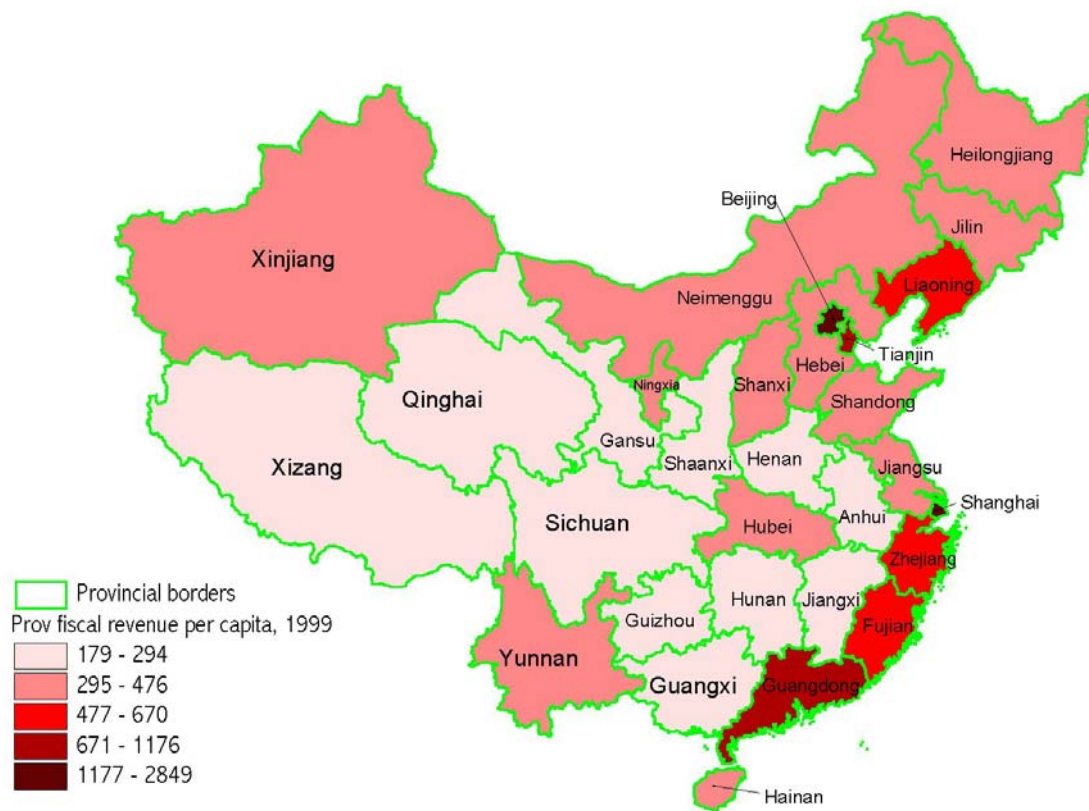 Heilongjiang
Beijing
Jilin
Xinjiang
Liaoning
Neimenggu
Tianjin
Hebei
Ningxia
Shanxi
Qinghai
Shandong
Gansu
Henan
Shaanxi
Xizang
Jiangsu
Shanghai
Anhui
Sichuan
Hubei
Zhejiang
Provincial borders
Hunan
Jiangxi
Guizhou
Fujian
Prov fiscal revenue per capita, 1999
179 - 294
Yunnan
Guangxi
Guangdong
295 - 476
477 - 670
671 - 1176
1177 - 2849
Hainan